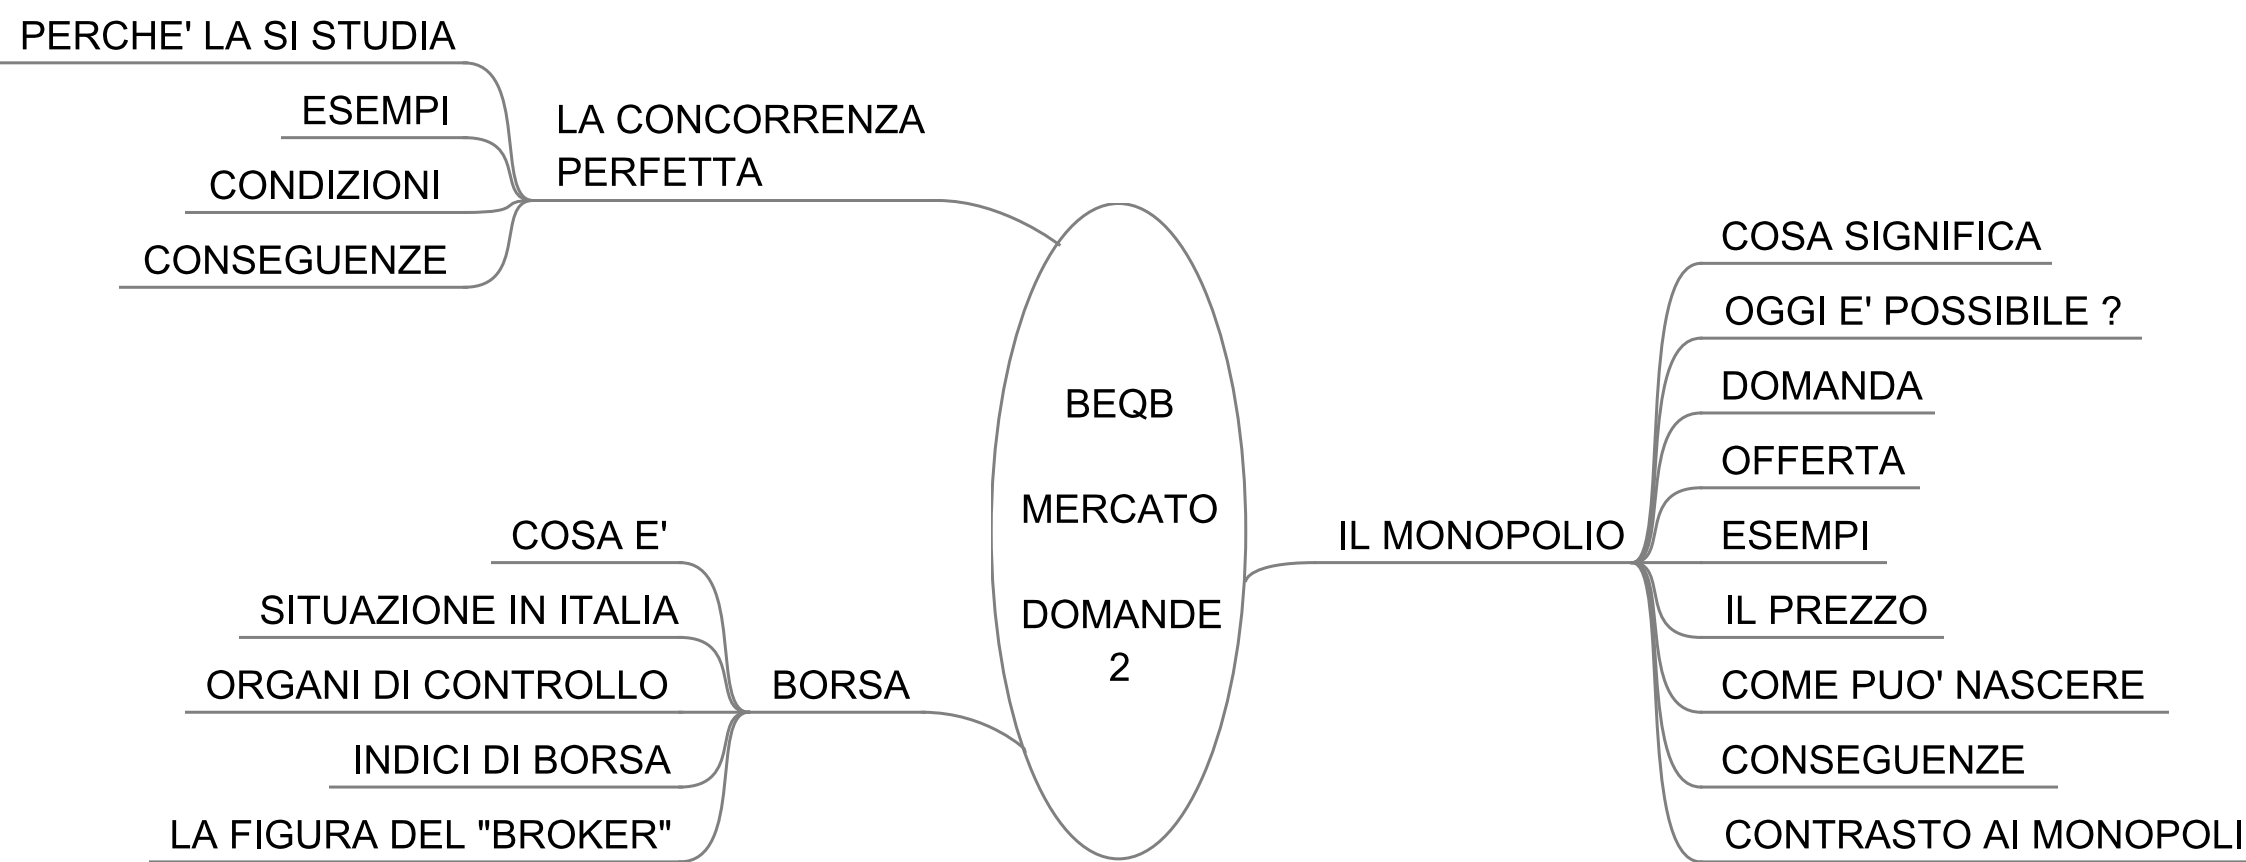 PERCHE' LA SI STUDIA
ESEMPI
CONDIZIONI
CONSEGUENZE
LA CONCORRENZA
PERFETTA
COSA E'
SITUAZIONE IN ITALIA
ORGANI DI CONTROLLO
INDICI DI BORSA
LA FIGURA DEL "BROKER"
BORSA
BEQB
MERCATO
DOMANDE
2
IL MONOPOLIO
COSA SIGNIFICA
OGGI E' POSSIBILE ?
DOMANDA
OFFERTA
ESEMPI
IL PREZZO
COME PUO' NASCERE
CONSEGUENZE
CONTRASTO AI MONOPOLI